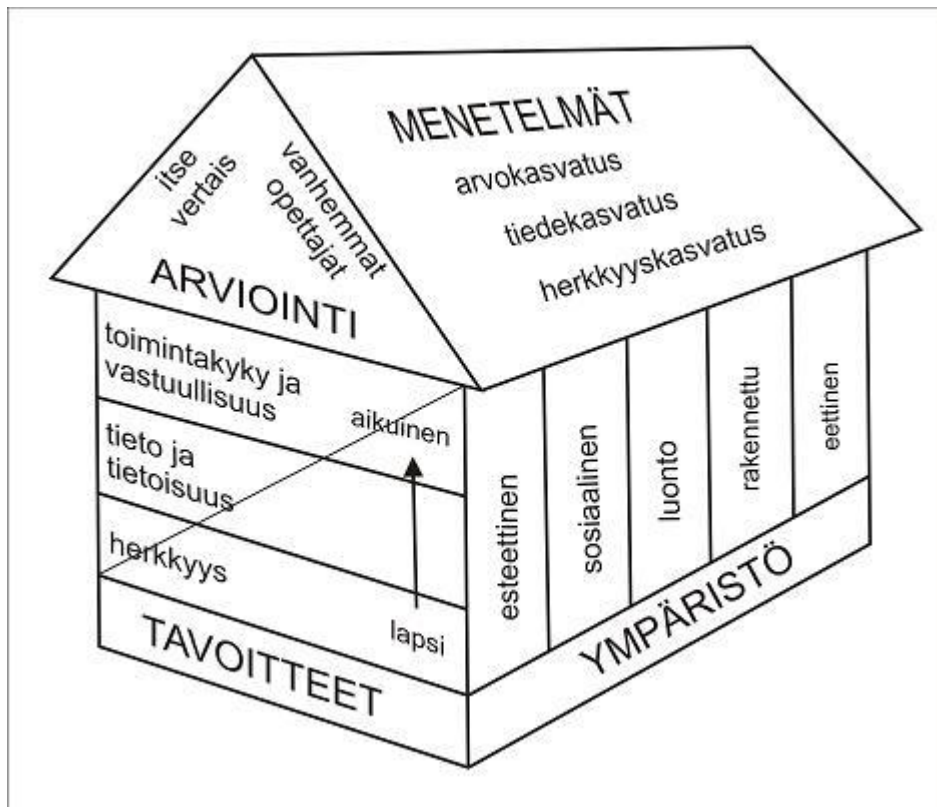 MENETELMÄT
arvokasvatus
tiedekasvatus
herkkyyskasvatus
itse
vertais
vanhemmat
opettajat
ARVIOINTI
toimintakyky ja
vastuullisuus
aikuinen
tieto ja
tietoisuus
herkkyys
lapsi
TAVOITTEET
esteettinen
sosiaalinen
luonto
rakennettu
eettinen
YMPÄRISTÖ